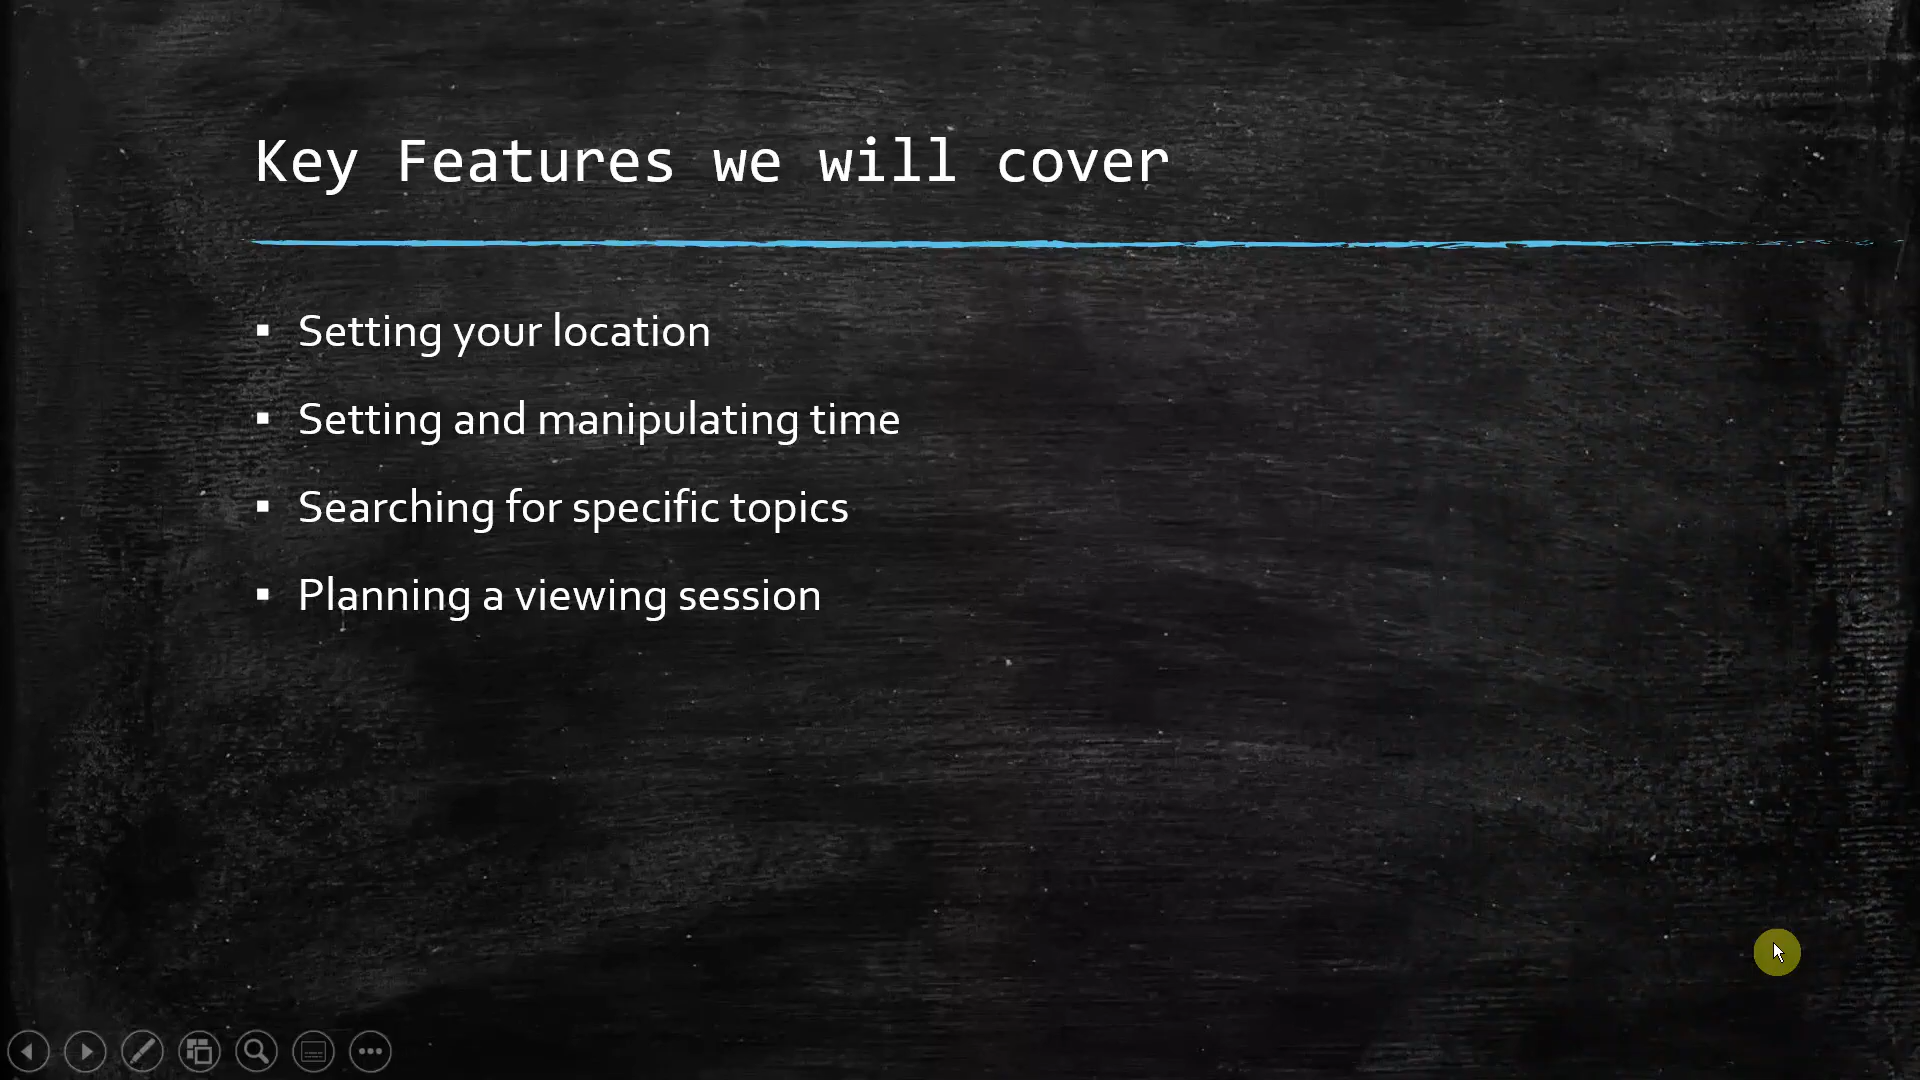 Key Features we will cover
▪ Setting your location
▪ Setting and manipulating time
▪ Searching for specific topics
▪ Planning a viewing session